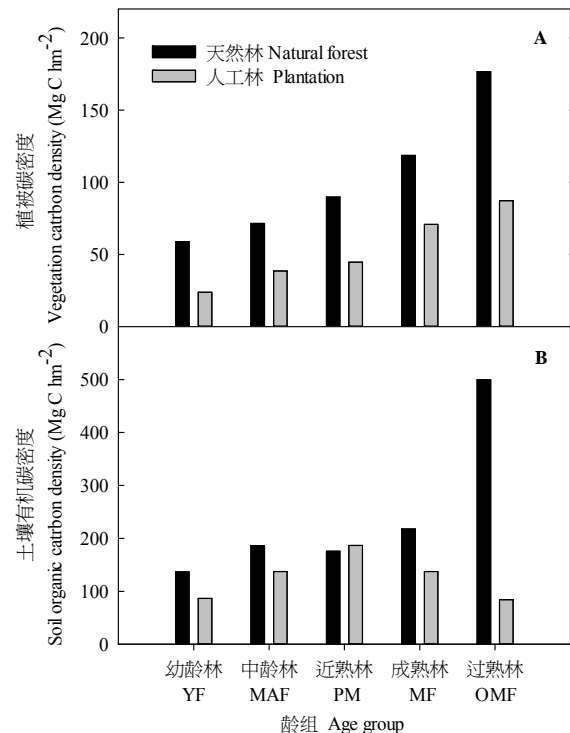 200
150
100
50
0
植被碳密度
Vegetation catrbon density (Mg C hm-2)
天然林 Natural forest
人工林 Plantation
A
500
400
300
200
100
0
土壤有机碳密度
Soil organic catrbon density (Mg C hm-2)
B
幼龄林 中龄林 近熟林 成熟林 过熟林
YF MAF PM MF OMF
龄组 Age group